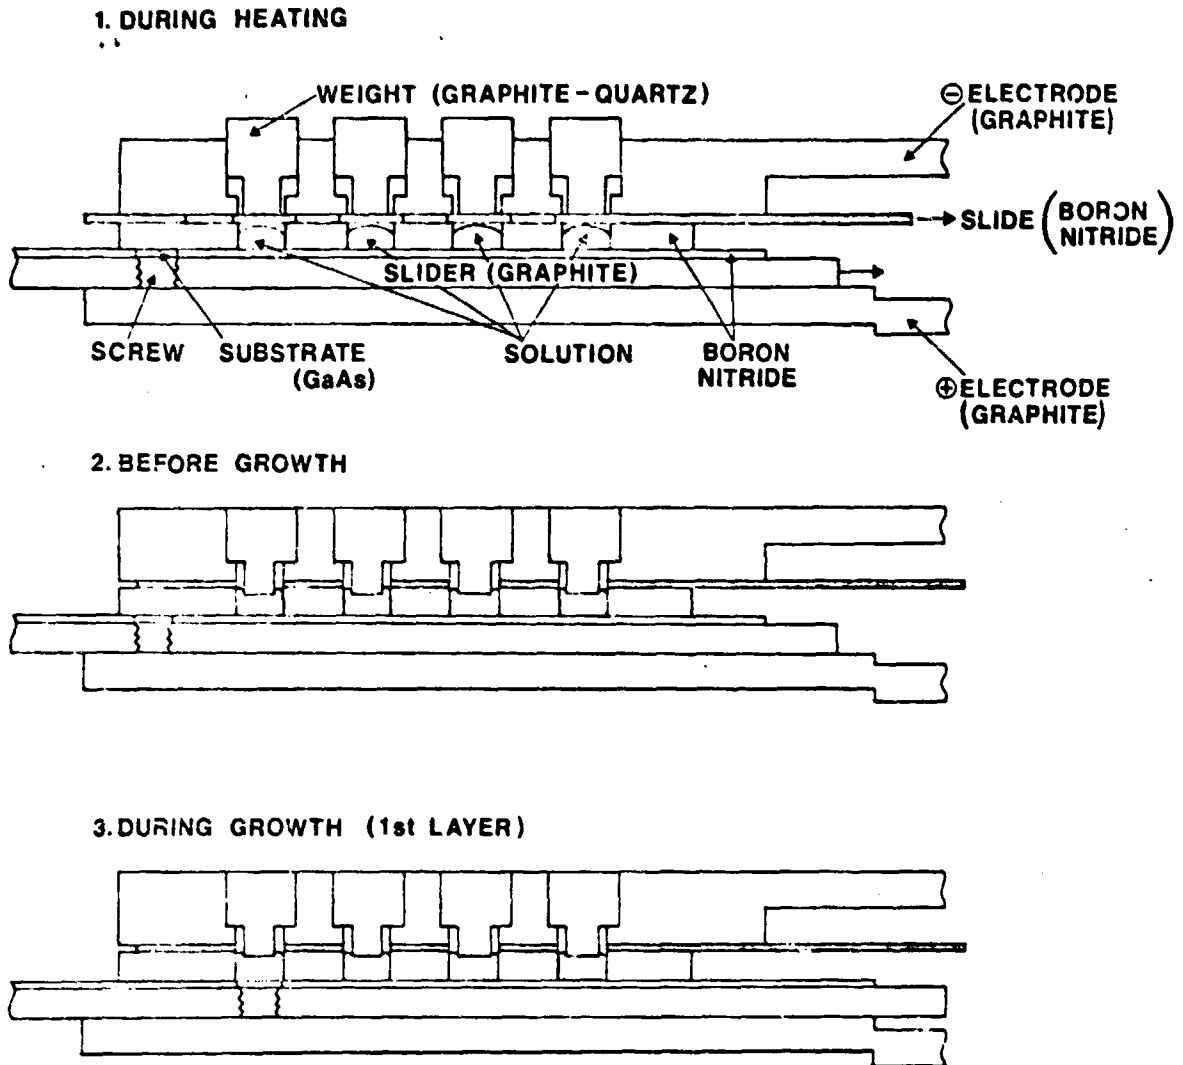 1. DURING HEATING
WEIGHT (GRAPHITE-QUARTZ)
⊖ ELECTRODE
(GRAPHITE)
SLIDE (BORON
NITRIDE)
SLIDER (GRAPHITE)
SCREW
SUBSTRATE
(GaAs)
SOLUTION
BORON
NITRIDE
⊕ ELECTRODE
(GRAPHITE)
2. BEFORE GROWTH
3. DURING GROWTH (1st LAYER)